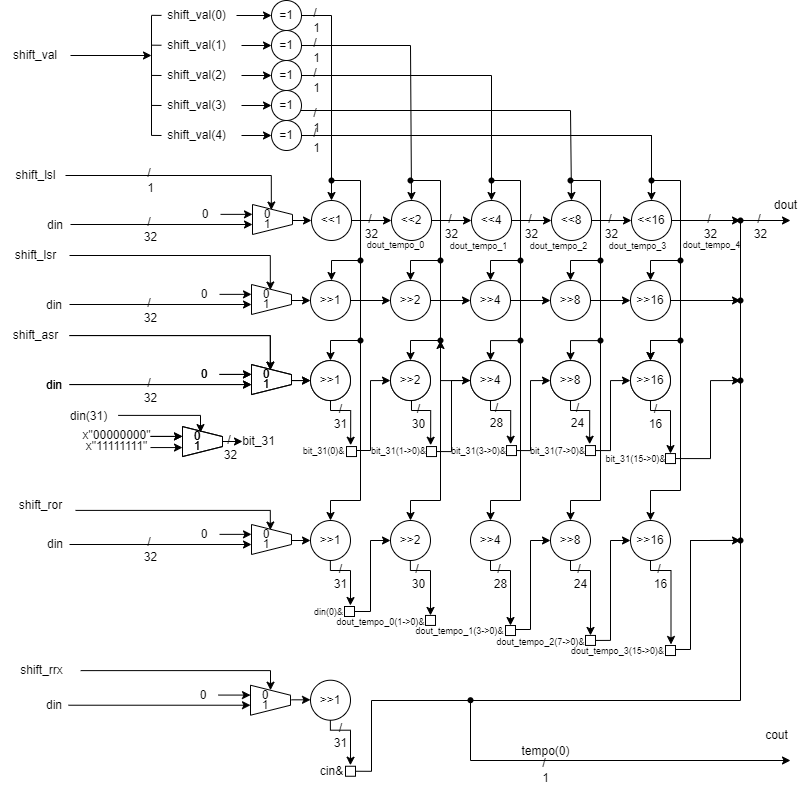 shift_val(0) =1 / 1
shift_val(1) =1 / 1
shift_val
shift_val(2) =1 / 1
shift_val(3) =1 / 1
shift_val(4) =1 / 1
shift_lsl / 1
din / 32 0 0 1 <<1 / 32 <<2 / 32 <<4 / 32 <<8 / 32 <<16 / 32 / 32 dout
dout_tempo_0 dout_tempo_1 dout_tempo_2 dout_tempo_3 dout_tempo_4
shift_lsr
din / 32 0 0 1 >>1 >>2 >>4 >>8 >>16
shift_asr
din / 32 0 0 1 >>1 >>2 >>4 >>8 >>16
/ 31 / 30 / 28 / 24 / 16
din(31)
x"00000000" 0
x"11111111" 1 / 32 bit_31
bit_31(0)& bit_31(1->0)& bit_31(3->0)& bit_31(7->0)& bit_31(15->0)&
shift_ror
din / 32 0 0 1 >>1 >>2 >>4 >>8 >>16
/ 31 / 30 / 28 / 24 / 16
din(0)& dout_tempo_0(1->0)& dout_tempo_1(3->0)& dout_tempo_2(7->0)& dout_tempo_3(15->0)&
shift_rrx
din 0 0 1 >>1
/ 31
cin&
tempo(0) / 1
cout